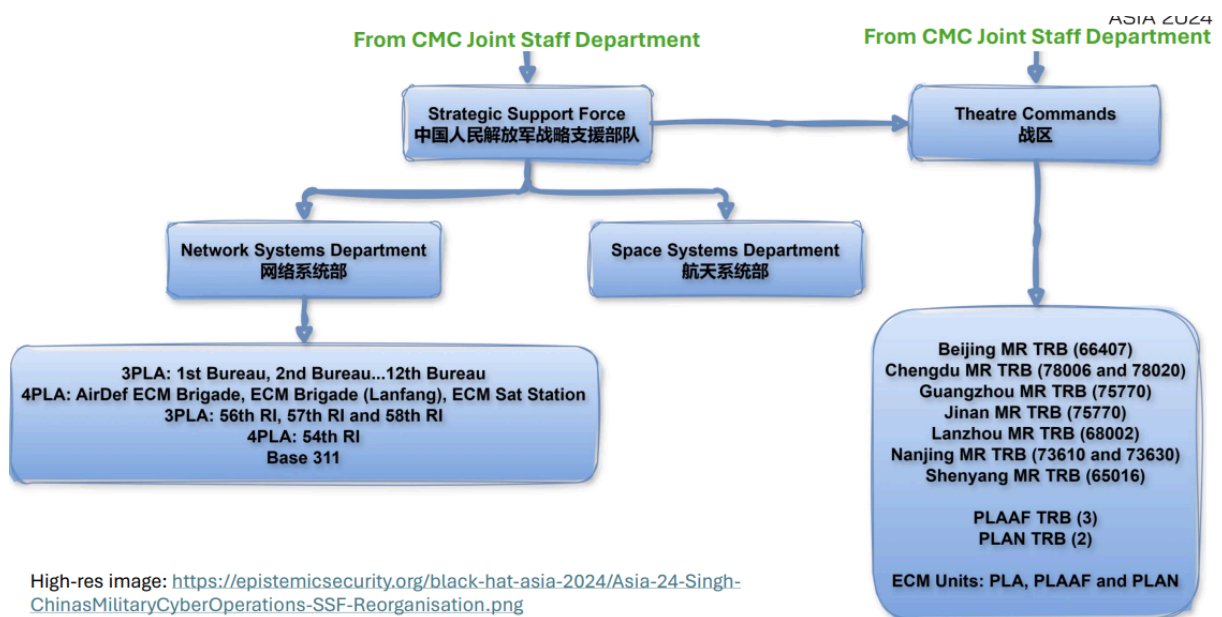 ASIA 2024
From CMC Joint Staff Department
From CMC Joint Staff Department
Strategic Support Force
中国人民解放军战略支援部队
Theatre Commands
战区
Network Systems Department
网络系统部
Space Systems Department
航天系统部
3PLA: 1st Bureau, 2nd Bureau...12th Bureau
4PLA: AirDef ECM Brigade, ECM Brigade (Lanfang), ECM Sat Station
3PLA: 56th RI, 57th RI and 58th RI
4PLA: 54th RI
Base 311
Beijing MR TRB (66407)
Chengdu MR TRB (78006 and 78020)
Guangzhou MR TRB (75770)
Jinan MR TRB (75770)
Lanzhou MR TRB (68002)
Nanjing MR TRB (73610 and 73630)
Shenyang MR TRB (65016)
PLAAF TRB (3)
PLAN TRB (2)
ECM Units: PLA, PLAAF and PLAN
High-res image: https://epistemicsecurity.org/black-hat-asia-2024/Asia-24-Singh-
ChinasMilitaryCyberOperations-SSF-Reorganisation.png